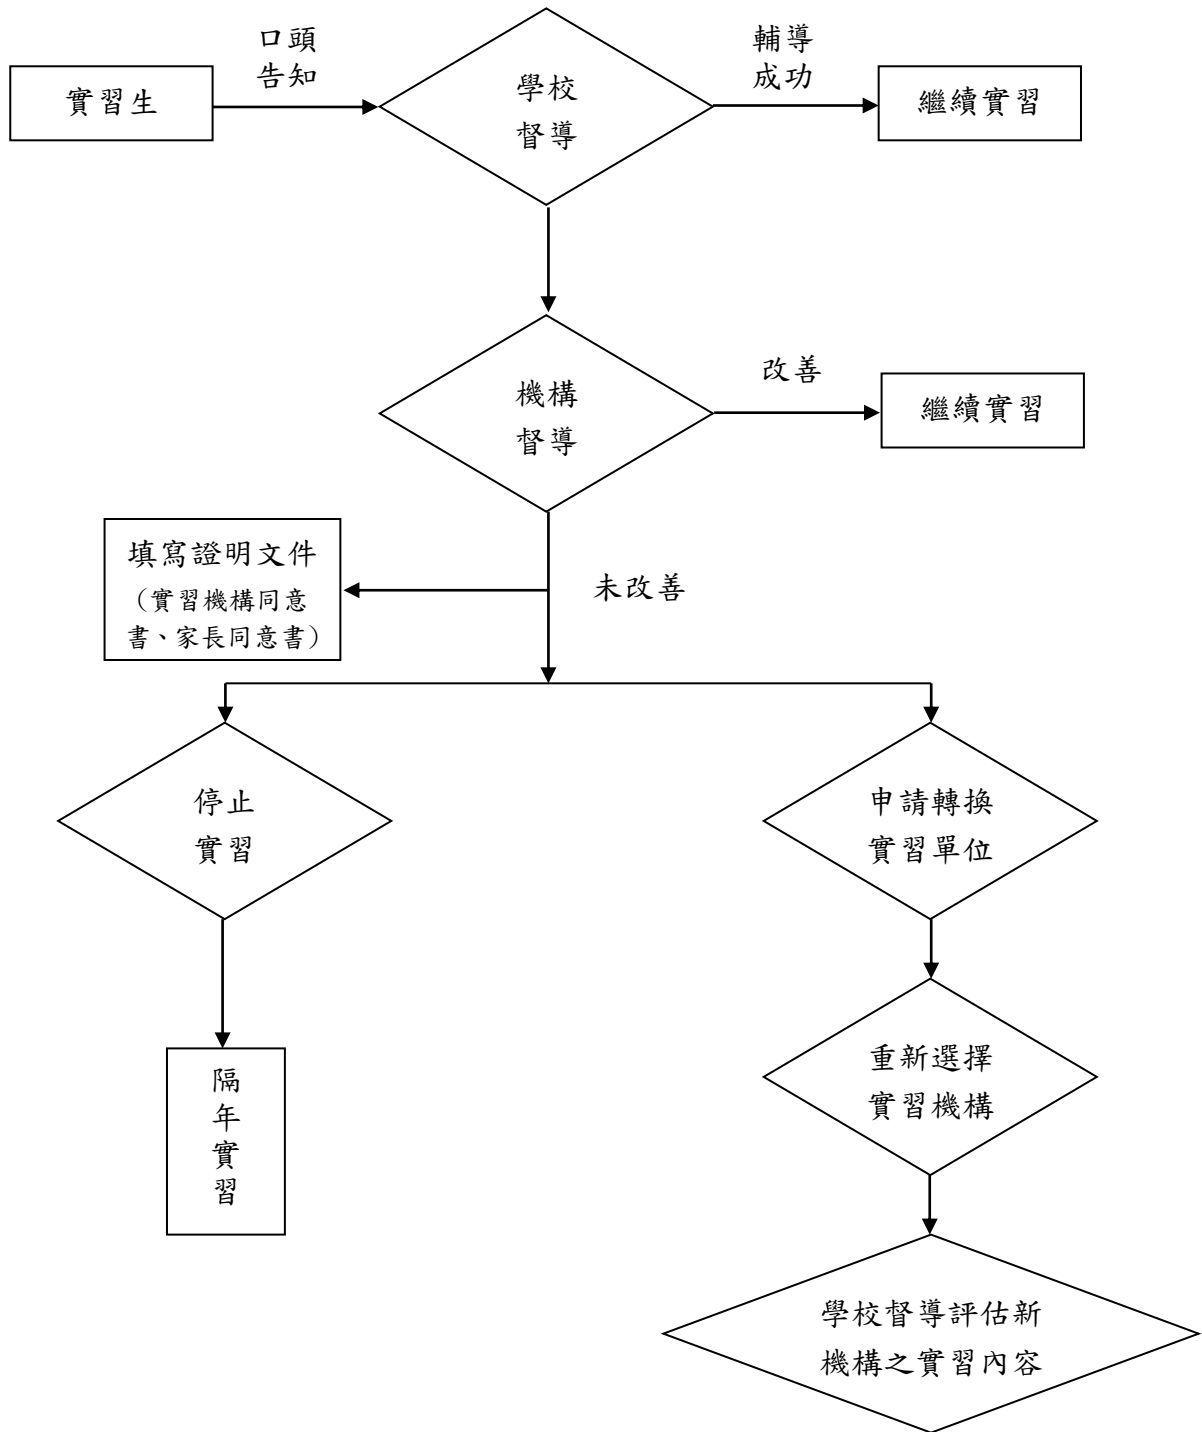 口頭
告知
輔導
成功
實習生
學校
督導
繼續實習
機構
督導
改善
繼續實習
填寫證明文件
（實習機構同意
書、家長同意書）
未改善
停止
實習
申請轉換
實習單位
隔
年
實
習
重新選擇
實習機構
學校督導評估新
機構之實習內容